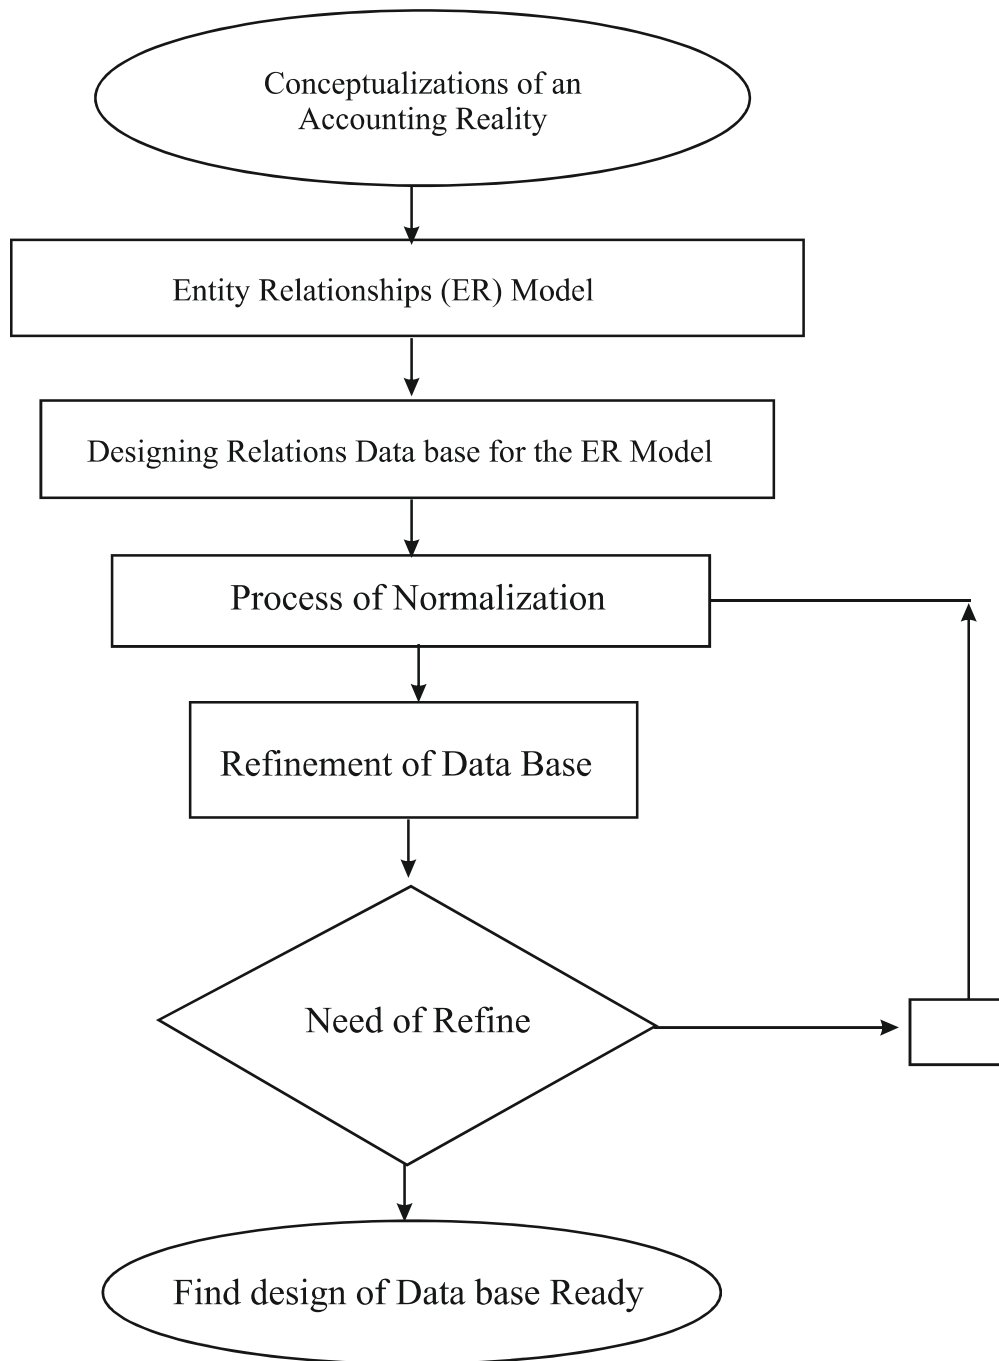 Conceptualizations of an
Accounting Reality
Entity Relationships (ER) Model
Designing Relations Data base for the ER Model
Process of Normalization
Refinement of Data Base
Need of Refine
Find design of Data base Ready